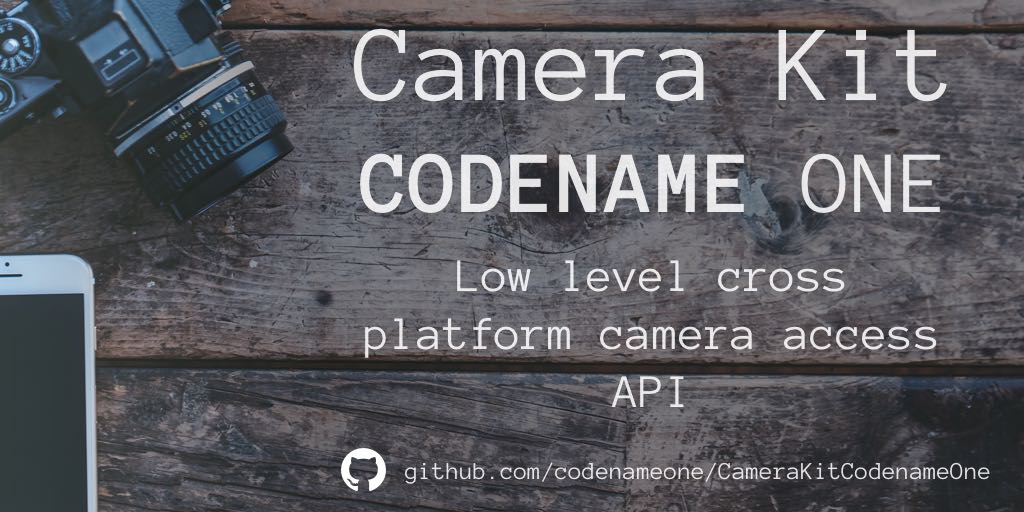 Camera Kit
CODENAME ONE
Low level cross
platform camera access
API
github.com/codenameone/CameraKitCodenameOne